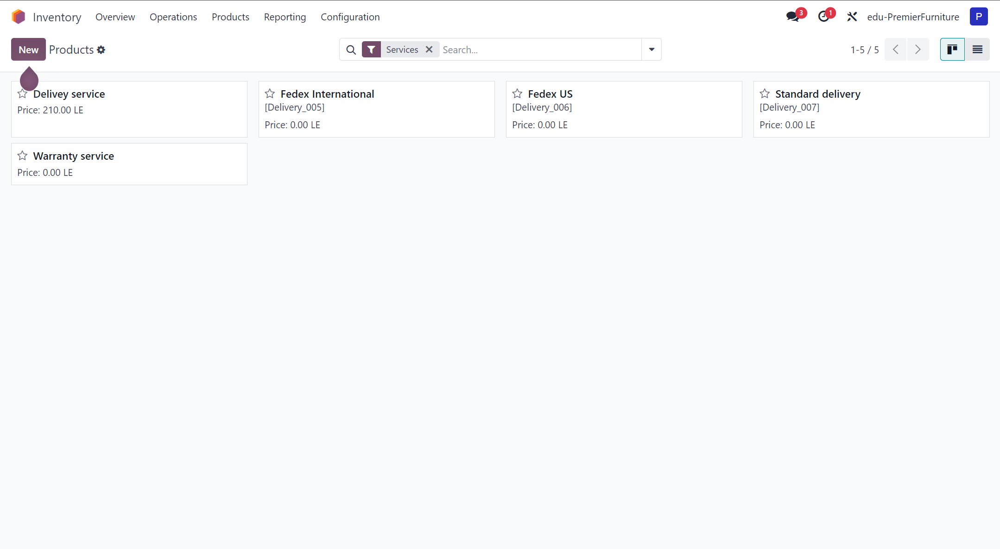 Inventory Overview Operations Products Reporting Configuration 3 1 edu-PremierFurniture P
New Products Services Search... 1-5 / 5
Delivey service
Price: 210.00 LE
Fedex International
[Delivery_005]
Price: 0.00 LE
Fedex US
[Delivery_006]
Price: 0.00 LE
Standard delivery
[Delivery_007]
Price: 0.00 LE
Warranty service
Price: 0.00 LE